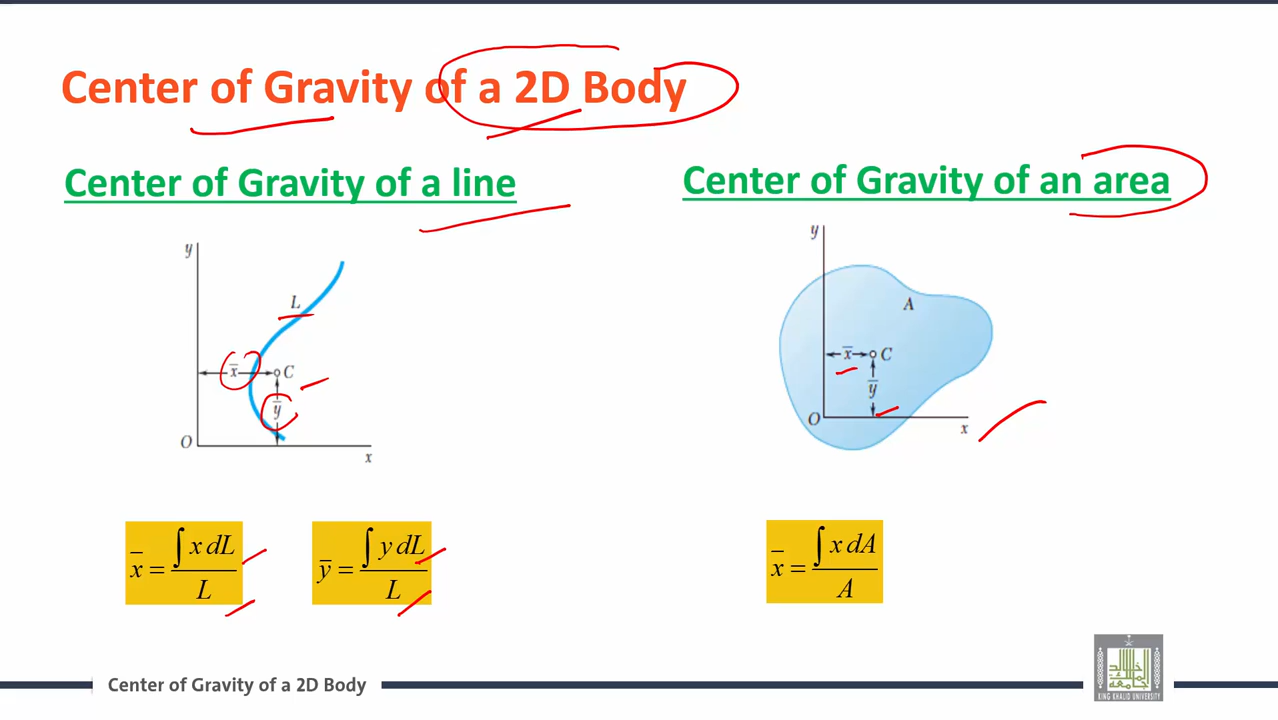 Center of Gravity of a 2D Body
Center of Gravity of a line
Center of Gravity of an area
y
L
x̄
C
ȳ
O
x
y
A
x̄
C
ȳ
O
x
x̄ = ∫ x dL / L
ȳ = ∫ y dL / L
x̄ = ∫ x dA / A
Center of Gravity of a 2D Body
KING KHALID UNIVERSITY